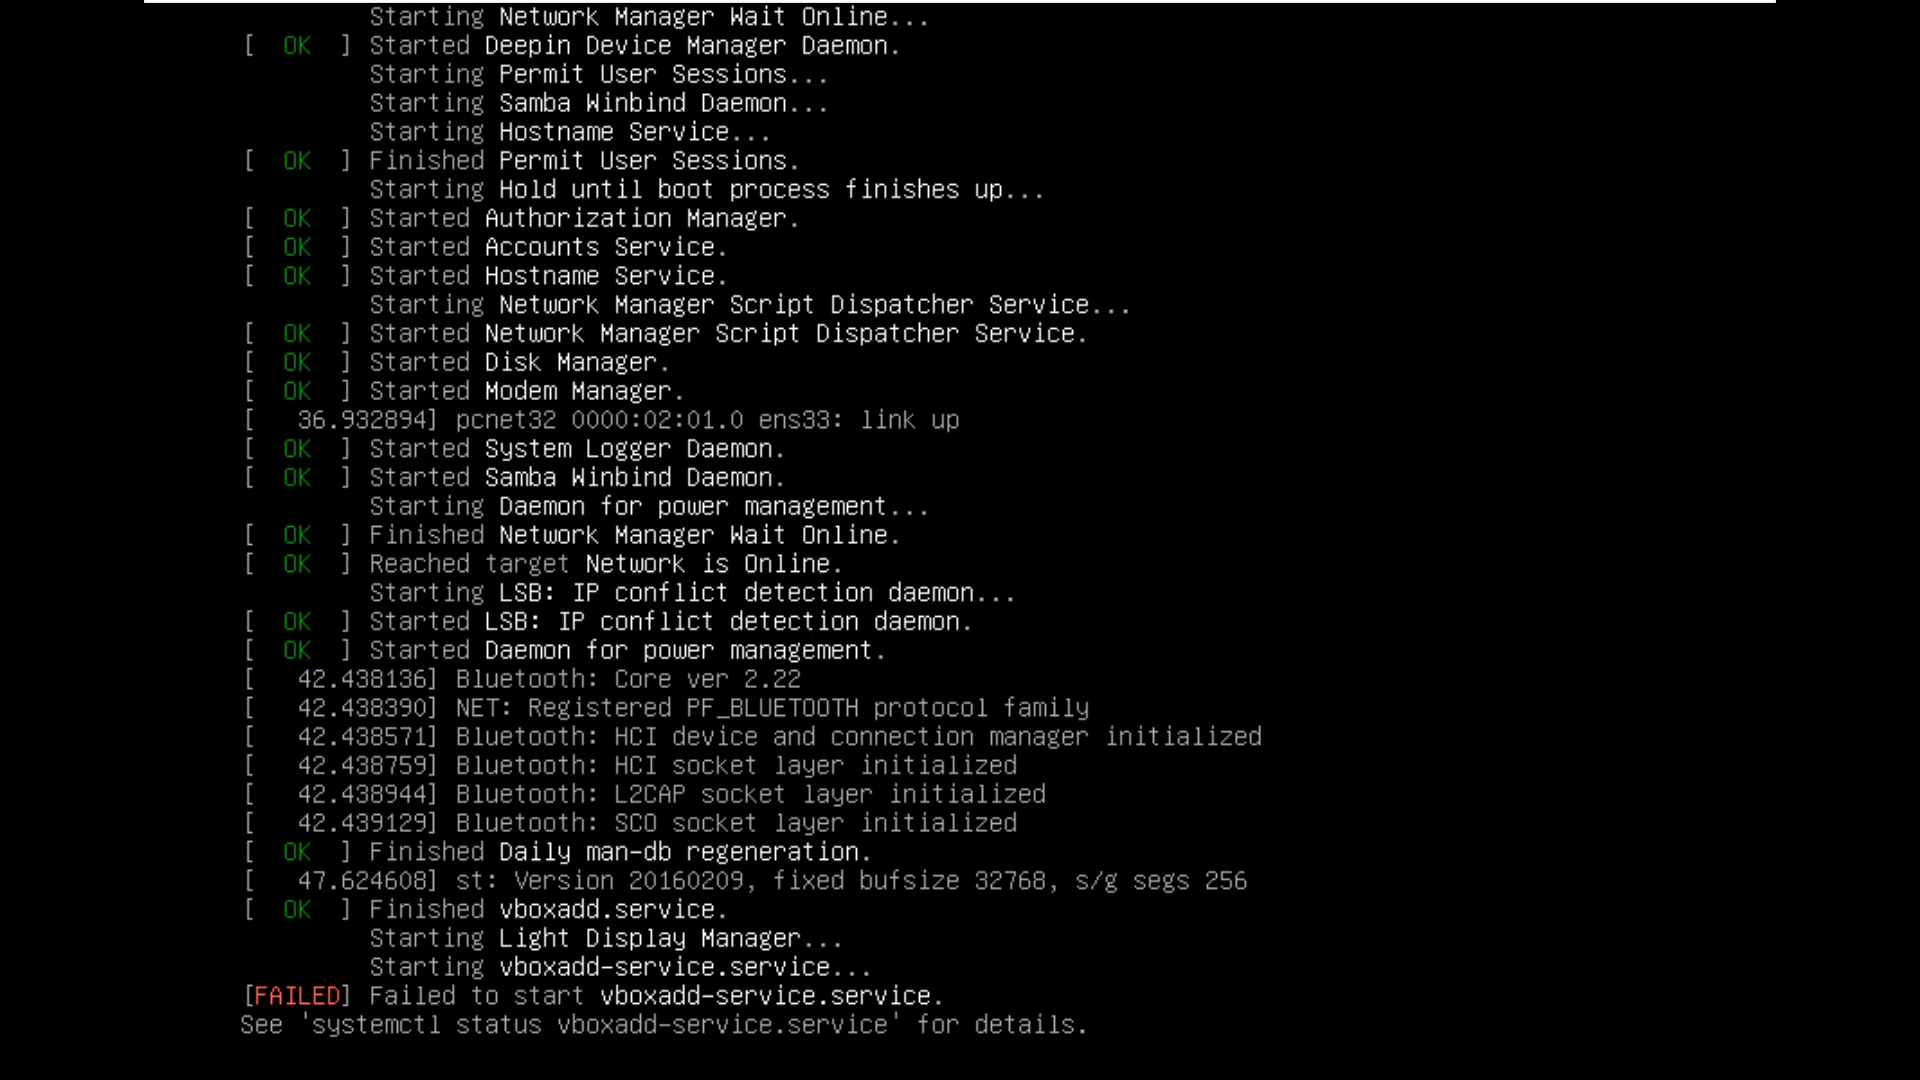 Starting Network Manager Wait Online...
[  OK  ] Started Deepin Device Manager Daemon.
Starting Permit User Sessions...
Starting Samba Winbind Daemon...
Starting Hostname Service...
[  OK  ] Finished Permit User Sessions.
Starting Hold until boot process finishes up...
[  OK  ] Started Authorization Manager.
[  OK  ] Started Accounts Service.
[  OK  ] Started Hostname Service.
Starting Network Manager Script Dispatcher Service...
[  OK  ] Started Network Manager Script Dispatcher Service.
[  OK  ] Started Disk Manager.
[  OK  ] Started Modem Manager.
[   36.932894] pcnet32 0000:02:01.0 ens33: link up
[  OK  ] Started System Logger Daemon.
[  OK  ] Started Samba Winbind Daemon.
Starting Daemon for power management...
[  OK  ] Finished Network Manager Wait Online.
[  OK  ] Reached target Network is Online.
Starting LSB: IP conflict detection daemon...
[  OK  ] Started LSB: IP conflict detection daemon.
[  OK  ] Started Daemon for power management.
[   42.438136] Bluetooth: Core ver 2.22
[   42.438390] NET: Registered PF_BLUETOOTH protocol family
[   42.438571] Bluetooth: HCI device and connection manager initialized
[   42.438759] Bluetooth: HCI socket layer initialized
[   42.438944] Bluetooth: L2CAP socket layer initialized
[   42.439129] Bluetooth: SCO socket layer initialized
[  OK  ] Finished Daily man-db regeneration.
[   47.624608] st: Version 20160209, fixed bufsize 32768, s/g segs 256
[  OK  ] Finished vboxadd.service.
Starting Light Display Manager...
Starting vboxadd-service.service...
[FAILED] Failed to start vboxadd-service.service.
See 'systemctl status vboxadd-service.service' for details.